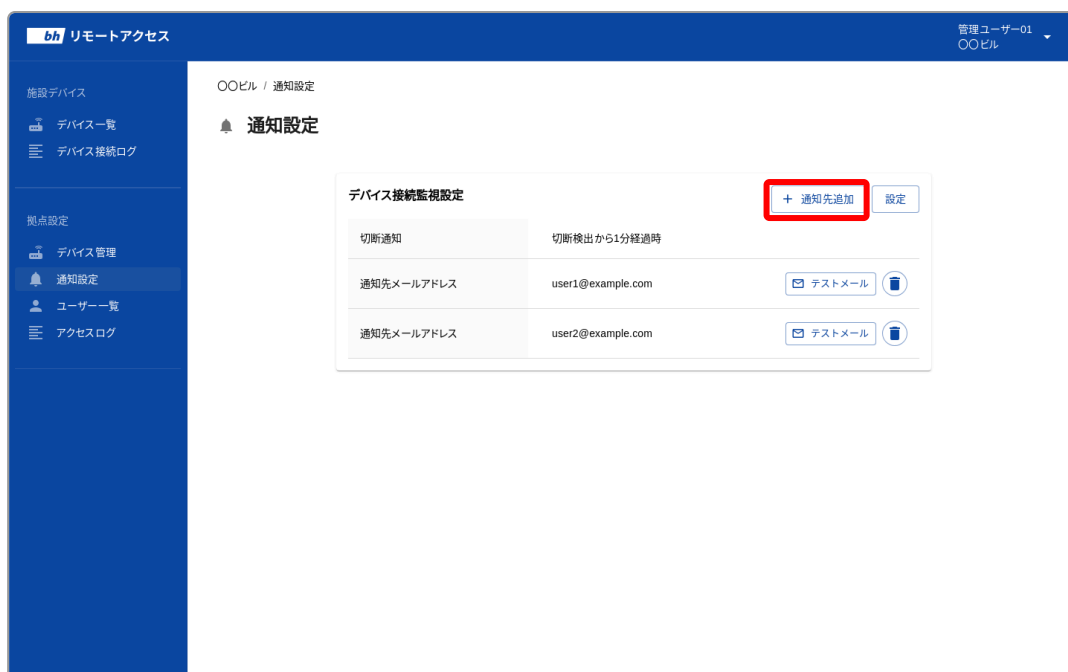 bh リモートアクセス
管理ユーザー01
〇〇ビル
施設デバイス
デバイス一覧
デバイス接続ログ
拠点設定
デバイス管理
通知設定
ユーザー一覧
アクセスログ
〇〇ビル / 通知設定
通知設定
デバイス接続監視設定
+ 通知先追加
設定
切断通知 切断検出から1分経過時
通知先メールアドレス user1@example.com テストメール
通知先メールアドレス user2@example.com テストメール